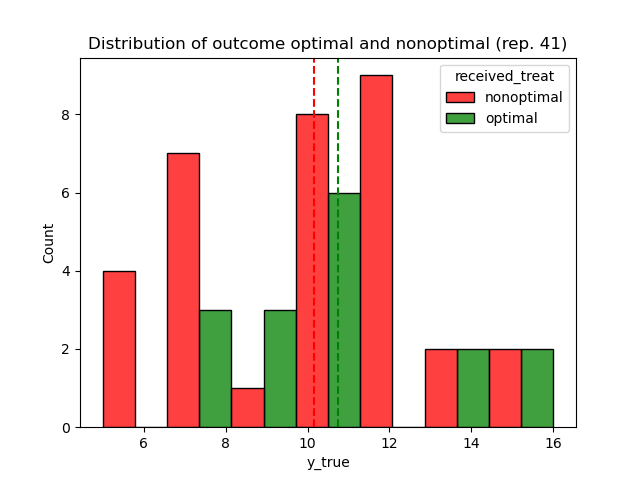 Distribution of outcome optimal and nonoptimal (rep. 41)
received_treat
nonoptimal
optimal
Count
8
6
4
2
0
6 8 10 12 14 16
y_true